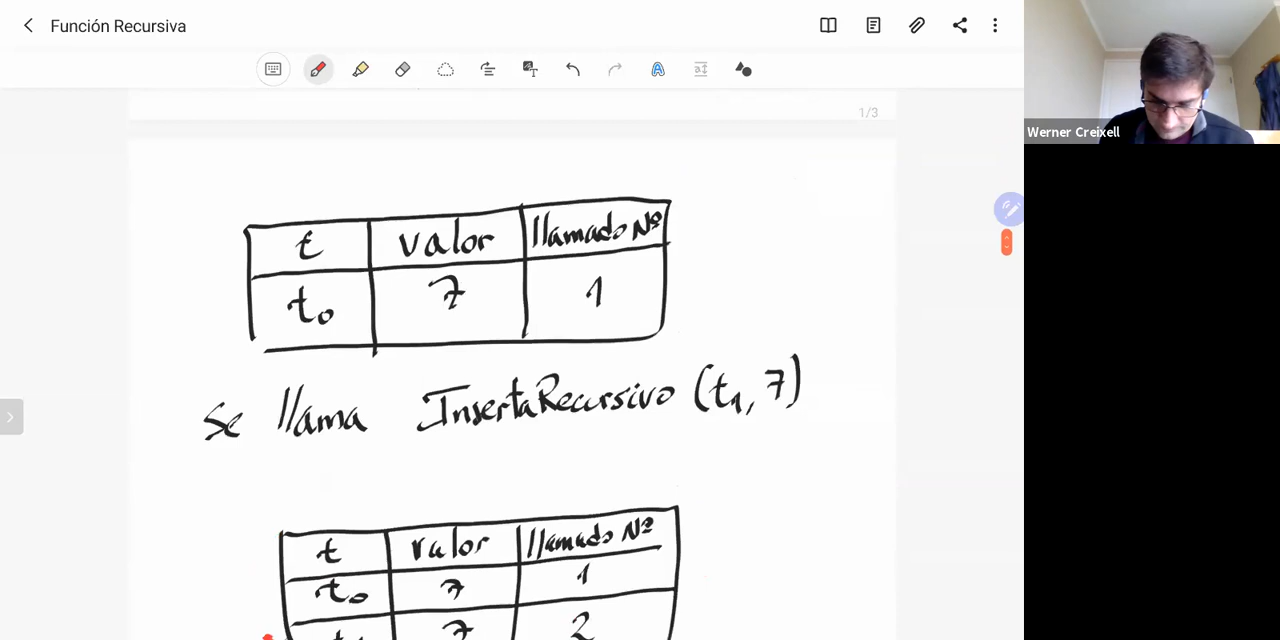 Función Recursiva
1/3
t valor llamado Nº
t₀ 7 1
Se llama InsertaRecursivo (t₁, 7)
t valor llamado Nº
t₀ 7 1
7 2
Werner Creixell